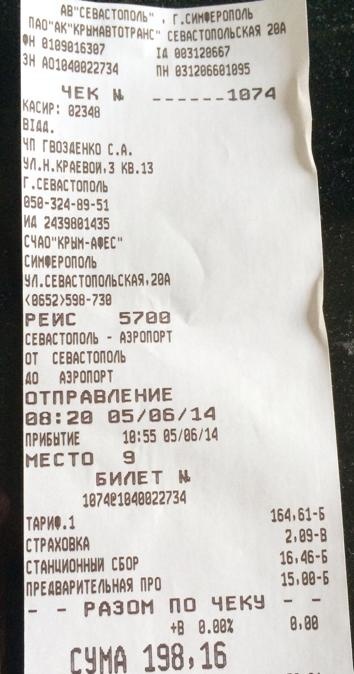 АВ"СЕВАСТОПОЛЬ" , Г.СИМФЕРОПОЛЬ
ПАО"АК"КРЫМАВТОТРАНС" СЕВАСТОПОЛЬСКАЯ 20А
ФН 0109016307 ІД 003120667
ЗН АО1040022734 ПН 031206601095
ЧЕК № ______1074
КАСИР: 02348
ВІДД.
ЧП ГВОЗДЕНКО С.А.
УЛ.Н.КРАЕВОЙ,3 КВ.13
Г.СЕВАСТОПОЛЬ
050-324-89-51
ИД 2439801435
СЧАО"КРЫМ-АФЕС"
СИМФЕРОПОЛЬ
УЛ.СЕВАСТОПОЛЬСКАЯ,20А
<0652>598-730
РЕЙС 5700
СЕВАСТОПОЛЬ - АЭРОПОРТ
ОТ СЕВАСТОПОЛЬ
ДО АЭРОПОРТ
ОТПРАВЛЕНИЕ
08:20 05/06/14
ПРИБЫТИЕ 10:55 05/06/14
МЕСТО 9
БИЛЕТ №
1074@1040022734
ТАРИФ.1 164,61-Б
СТРАХОВКА 2,09-В
СТАНЦИОННЫЙ СБОР 16,46-Б
ПРЕДВАРИТЕЛЬНАЯ ПРО 15,00-Б
- - РАЗОМ ПО ЧЕКУ - -
+В 0.00% 0,00
СУМА 198,16